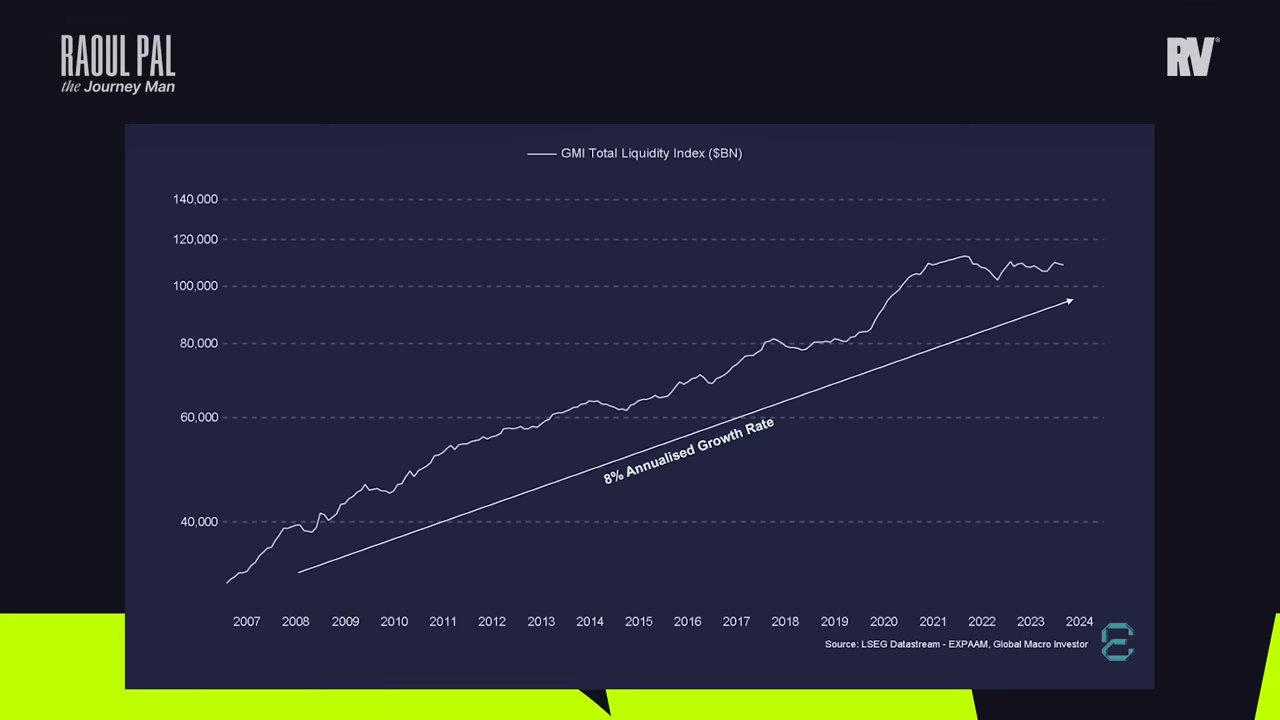 RAOUL PAL
the Journey Man
RV®
GMI Total Liquidity Index ($BN)
140,000
120,000
100,000
80,000
60,000
40,000
8% Annualised Growth Rate
2007 2008 2009 2010 2011 2012 2013 2014 2015 2016 2017 2018 2019 2020 2021 2022 2023 2024
Source: LSEG Datastream - EXPAAM, Global Macro Investor